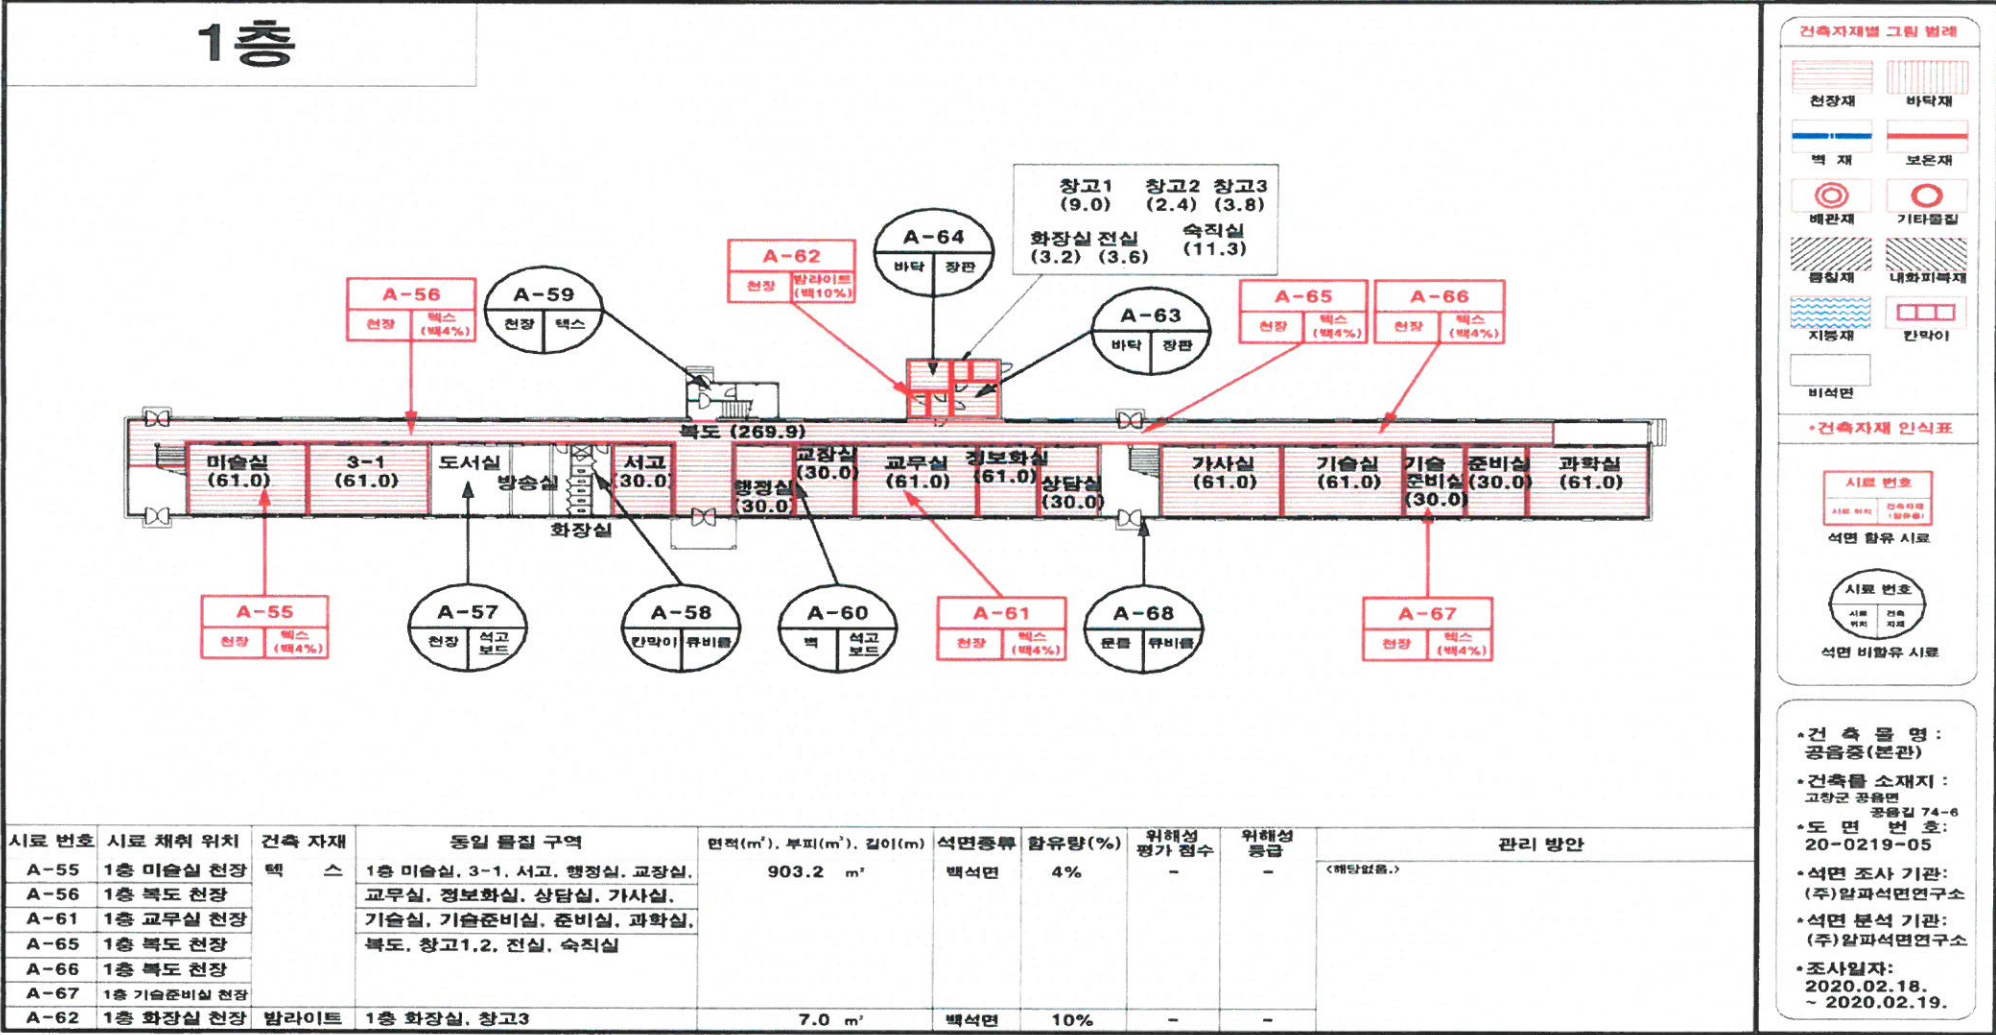 1층
창고1 창고2 창고3
(9.0) (2.4) (3.8)
화장실 전실 숙직실
(3.2) (3.6) (11.3)
A-64
바닥 장판
A-62
천장 밤라이트
(백10%)
A-56
천장 텍스
(백4%)
A-59
천장 텍스
A-63
바닥 장판
A-65
천장 텍스
(백4%)
A-66
천장 텍스
(백4%)
복도 (269.9)
미술실
(61.0)
3-1
(61.0)
도서실
방송실
화장실
서고
(30.0)
행정실
(30.0)
교장실
(30.0)
교무실
(61.0)
정보화실
(61.0)
상담실
(30.0)
가사실
(61.0)
기술실
(61.0)
기술
준비실
(30.0)
준비실
(30.0)
과학실
(61.0)
A-55
천장 텍스
(백4%)
A-57
천장 석고
보드
A-58
칸막이 큐비클
A-60
벽 석고
보드
A-61
천장 텍스
(백4%)
A-68
문틀 큐비클
A-67
천장 텍스
(백4%)
건축자재별 그림 범례
천장재 바닥재
벽 재 보온재
배관재 기타물질
뿜칠재 내화피복재
지붕재 칸막이
비석면
*건축자재 인식표
시료 번호
시료 위치 건축자재
(함유율)
석면 함유 시료
시료 번호
시료 건축
위치 자재
석면 비함유 시료
*건 축 물 명 :
공음중(본관)
*건축물 소재지 :
고창군 공음면
공음길 74-6
*도 면 번 호:
20-0219-05
*석면 조사 기관:
(주)알파석면연구소
*석면 분석 기관:
(주)알파석면연구소
*조사일자:
2020.02.18.
~ 2020.02.19.
시료 번호 시료 채취 위치 건축 자재 동일 물질 구역 면적(m²), 부피(m³), 길이(m) 석면종류 함유량(%) 위해성 평가 점수 위해성 등급 관리 방안
A-55 1층 미술실 천장 텍 스 1층 미술실, 3-1, 서고, 행정실, 교장실, 903.2 m² 백석면 4% - - <해당없음.>
A-56 1층 복도 천장 교무실, 정보화실, 상담실, 가사실,
A-61 1층 교무실 천장 기술실, 기술준비실, 준비실, 과학실,
A-65 1층 복도 천장 복도, 창고1,2, 전실, 숙직실
A-66 1층 복도 천장
A-67 1층 기술준비실 천장
A-62 1층 화장실 천장 밤라이트 1층 화장실, 창고3 7.0 m² 백석면 10% - -